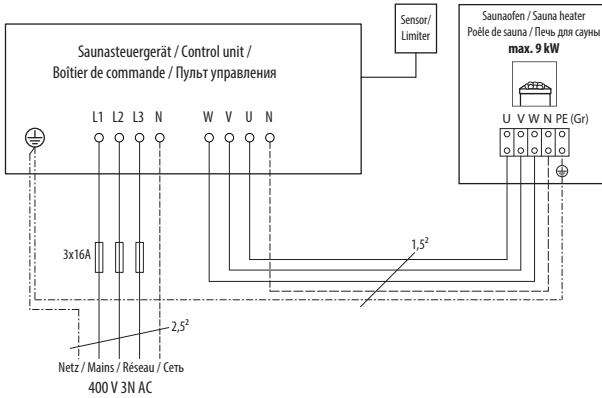 Saunasteuergerät / Control unit /
Boîtier de commande / Пульт управления
Sensor/
Limiter
Saunaofen / Sauna heater
Poêle de sauna / Печь для сауны
max. 9 kW
L1 L2 L3 N W V U N
U V W N PE (Gr)
3x16A
1,5²
2,5²
Netz / Mains / Réseau / Сеть
400 V 3N AC